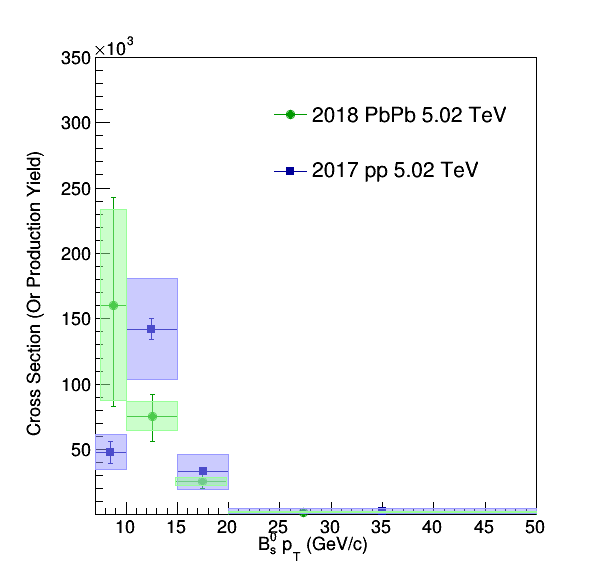 ×10³
350
300
250
200
150
100
50
Cross Section (Or Production Yield)
2018 PbPb 5.02 TeV
2017 pp 5.02 TeV
10 15 20 25 30 35 40 45 50
B⁰ₛ p_T (GeV/c)